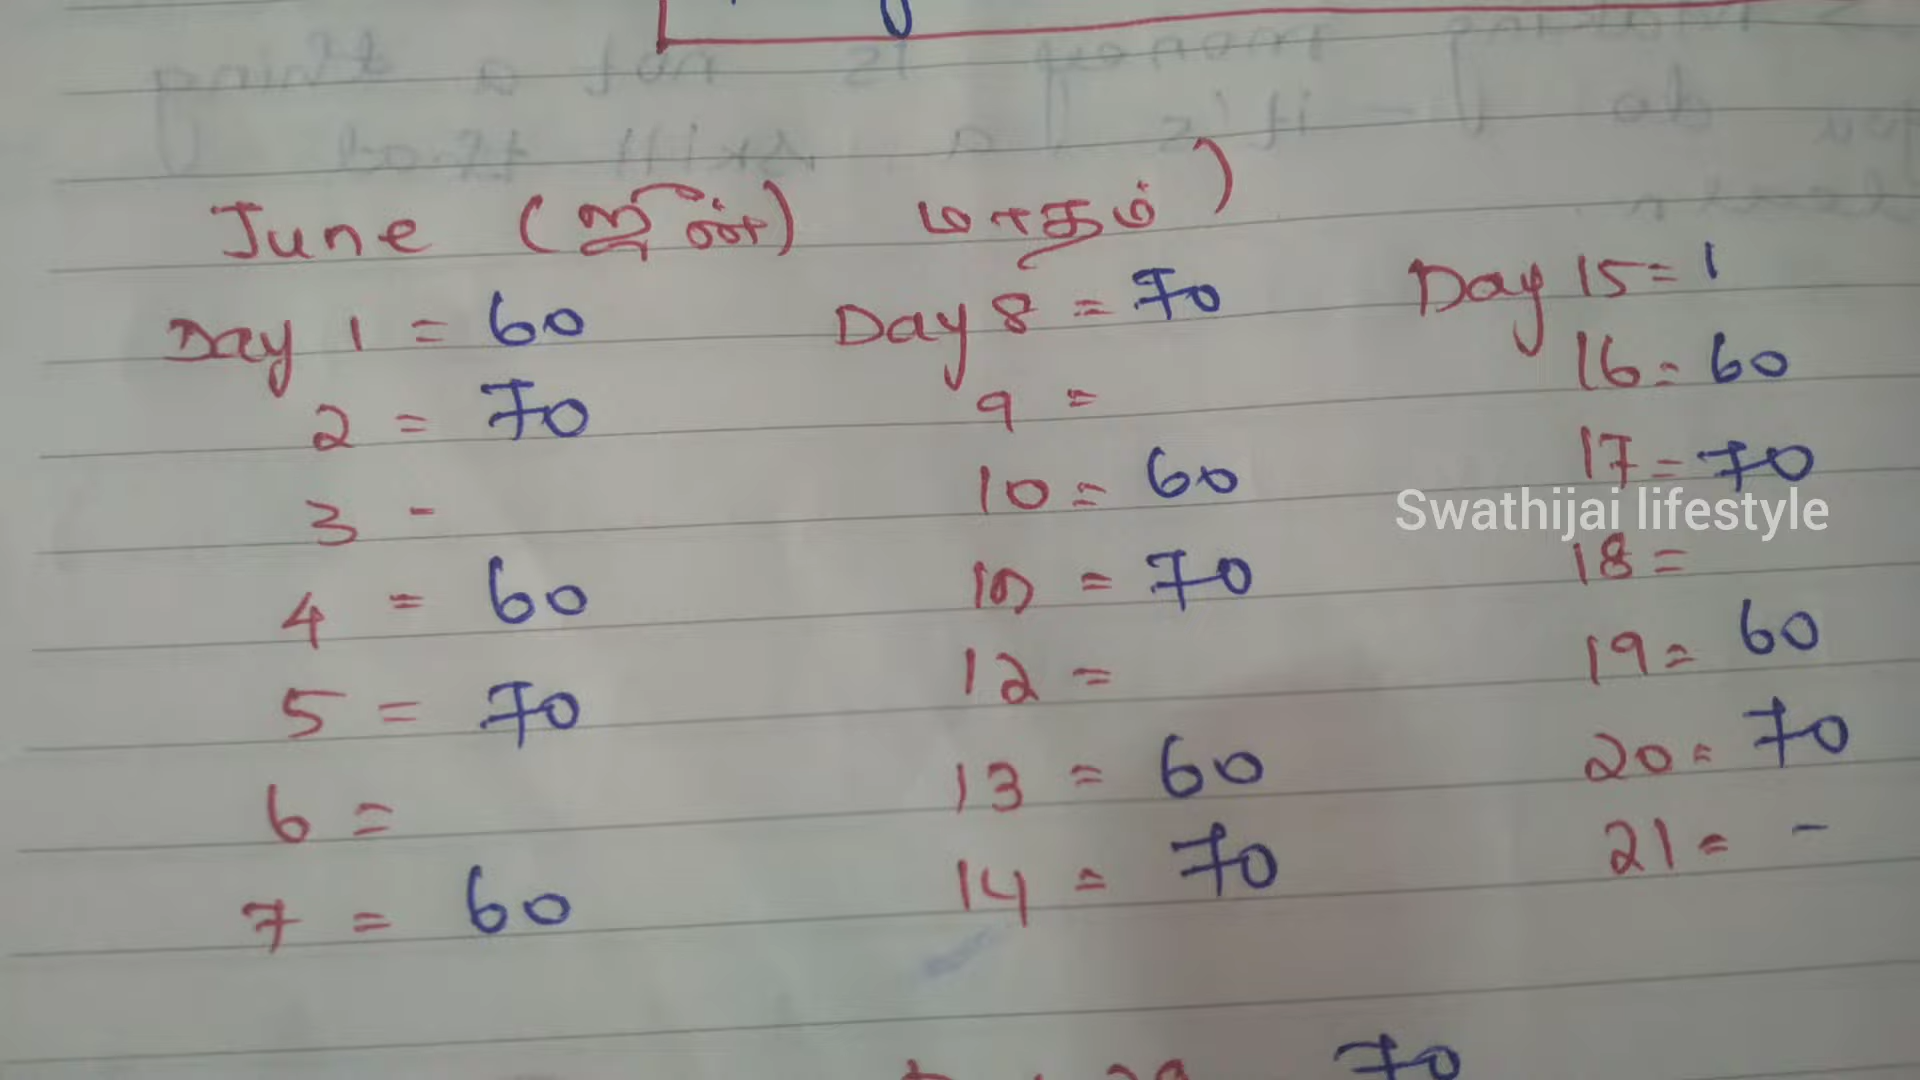 June (ஜூன்) மாதம்)
Day 1 = 60
2 = 70
3 -
4 = 60
5 = 70
6 =
7 = 60
Day 8 = 70
9 =
10 = 60
= 70
12 =
13 = 60
14 = 70
Day 15 = 1
16 = 60
17 = 70
Swathijai lifestyle
18 =
19 = 60
20 = 70
21 = -
70